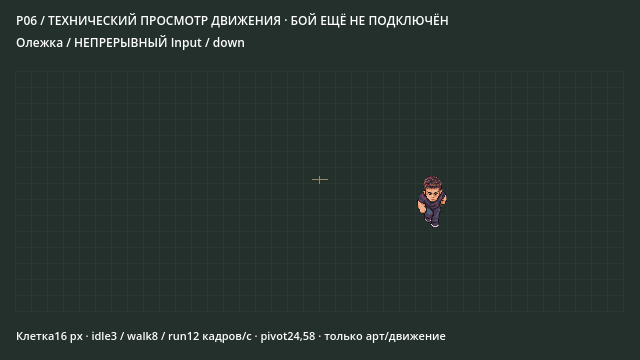 P06 / ТЕХНИЧЕСКИЙ ПРОСМОТР ДВИЖЕНИЯ · БОЙ ЕЩЁ НЕ ПОДКЛЮЧЁН
Олежка / НЕПРЕРЫВНЫЙ Input / down
Клетка16 px · idle3 / walk8 / run12 кадров/с · pivot24,58 · только арт/движение